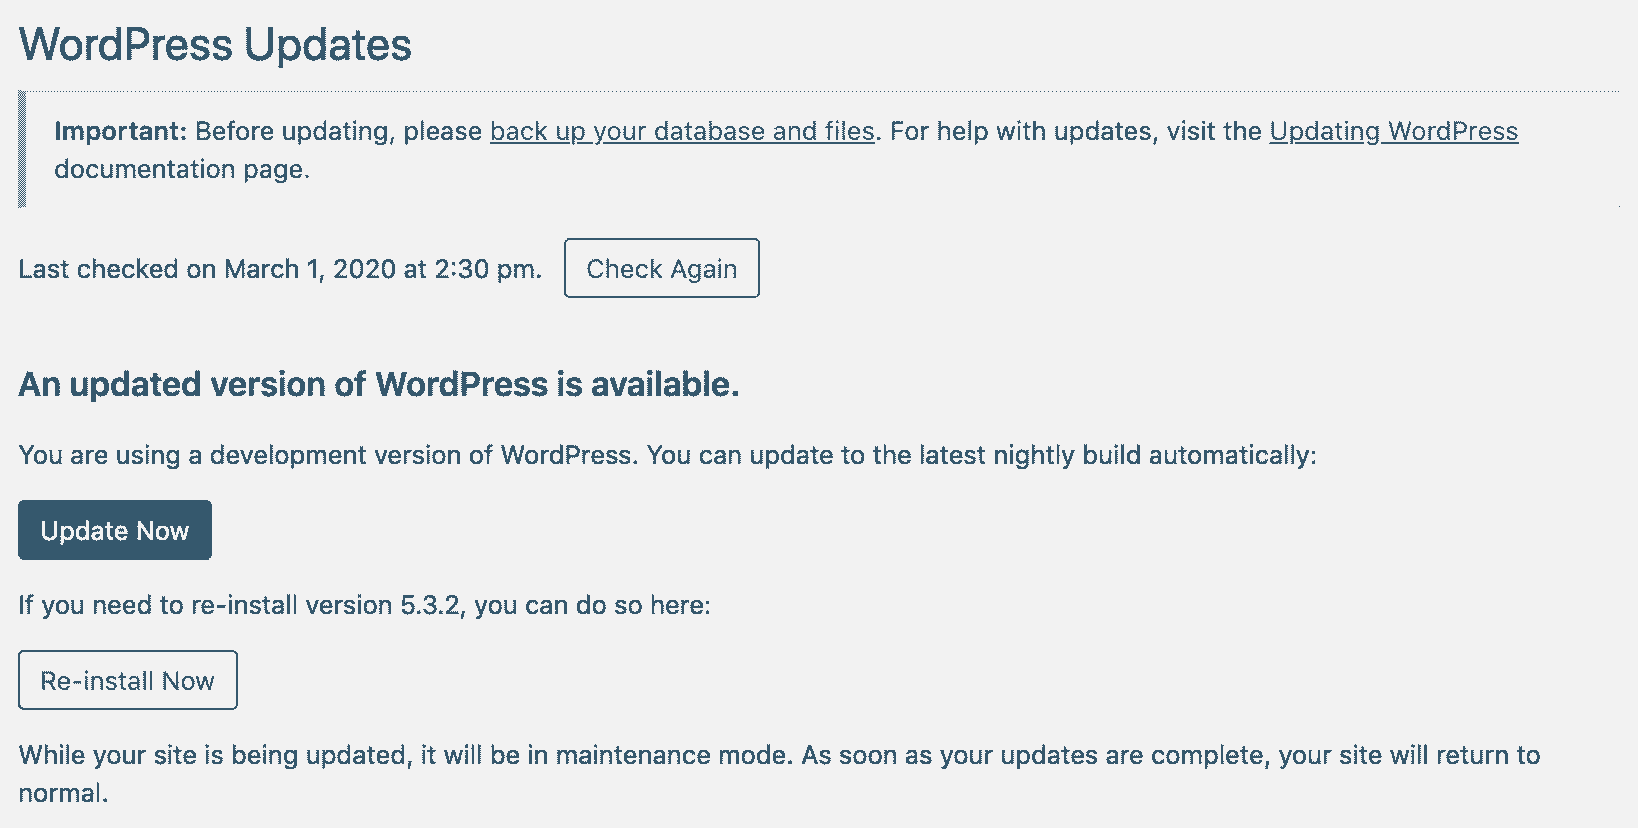 WordPress Updates
Important: Before updating, please back up your database and files. For help with updates, visit the Updating WordPress
documentation page.
Last checked on March 1, 2020 at 2:30 pm. Check Again
An updated version of WordPress is available.
You are using a development version of WordPress. You can update to the latest nightly build automatically:
Update Now
If you need to re-install version 5.3.2, you can do so here:
Re-install Now
While your site is being updated, it will be in maintenance mode. As soon as your updates are complete, your site will return to
normal.